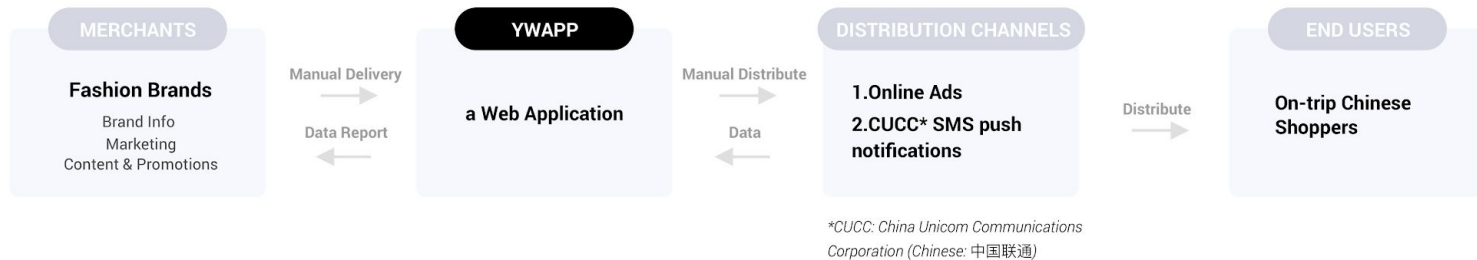 MERCHANTS
Fashion Brands
Brand Info
Marketing
Content & Promotions
Manual Delivery
Data Report
YWAPP
a Web Application
Manual Distribute
Data
DISTRIBUTION CHANNELS
1.Online Ads
2.CUCC* SMS push
notifications
*CUCC: China Unicom Communications
Corporation (Chinese: 中国联通)
Distribute
END USERS
On-trip Chinese
Shoppers